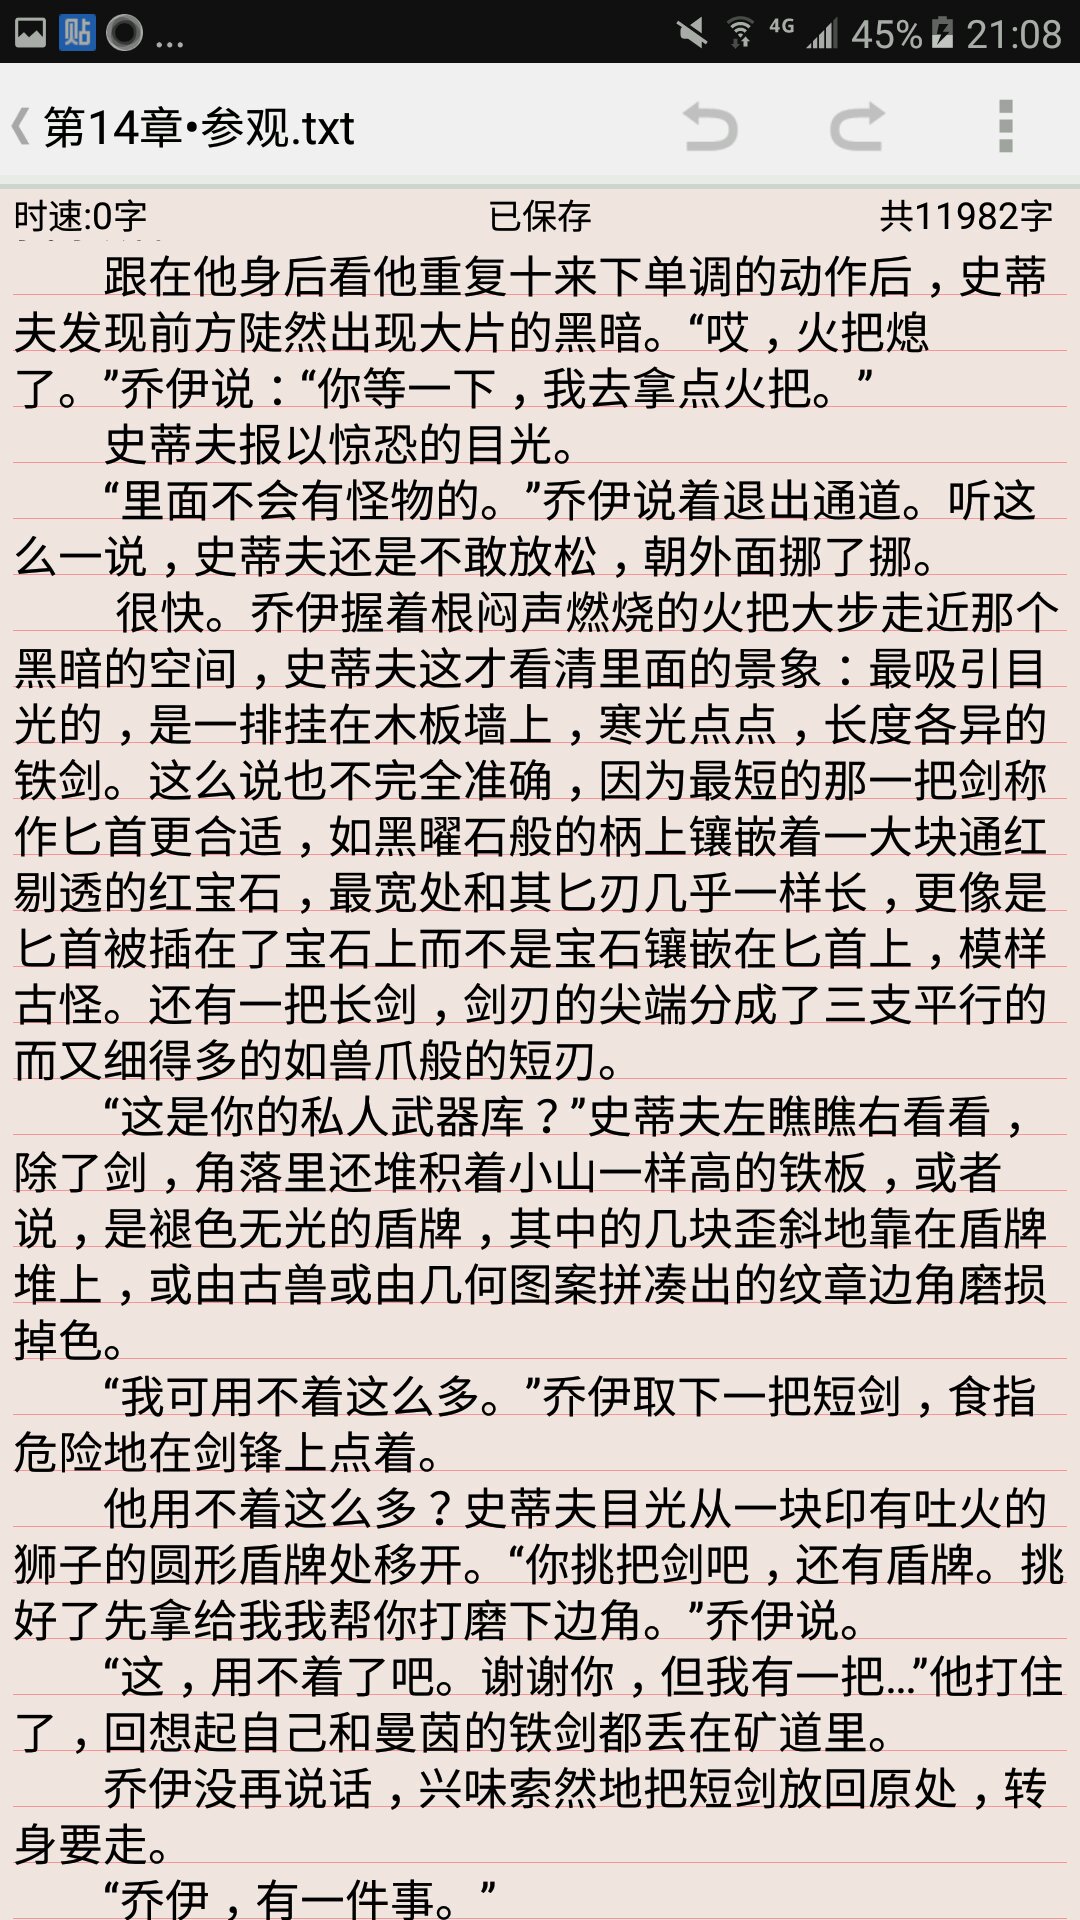 贴 ... 4G 45% 21:08
第14章•参观.txt
时速:0字 已保存 共11982字
跟在他身后看他重复十来下单调的动作后，史蒂
夫发现前方陡然出现大片的黑暗。“哎，火把熄
了。”乔伊说：“你等一下，我去拿点火把。”
史蒂夫报以惊恐的目光。
“里面不会有怪物的。”乔伊说着退出通道。听这
么一说，史蒂夫还是不敢放松，朝外面挪了挪。
很快。乔伊握着根闷声燃烧的火把大步走近那个
黑暗的空间，史蒂夫这才看清里面的景象：最吸引目
光的，是一排挂在木板墙上，寒光点点，长度各异的
铁剑。这么说也不完全准确，因为最短的那一把剑称
作匕首更合适，如黑曜石般的柄上镶嵌着一大块通红
剔透的红宝石，最宽处和其匕刃几乎一样长，更像是
匕首被插在了宝石上而不是宝石镶嵌在匕首上，模样
古怪。还有一把长剑，剑刃的尖端分成了三支平行的
而又细得多的如兽爪般的短刃。
“这是你的私人武器库？”史蒂夫左瞧瞧右看看，
除了剑，角落里还堆积着小山一样高的铁板，或者
说，是褪色无光的盾牌，其中的几块歪斜地靠在盾牌
堆上，或由古兽或由几何图案拼凑出的纹章边角磨损
掉色。
“我可用不着这么多。”乔伊取下一把短剑，食指
危险地在剑锋上点着。
他用不着这么多？史蒂夫目光从一块印有吐火的
狮子的圆形盾牌处移开。“你挑把剑吧，还有盾牌。挑
好了先拿给我我帮你打磨下边角。”乔伊说。
“这，用不着了吧。谢谢你，但我有一把...”他打住
了，回想起自己和曼茵的铁剑都丢在矿道里。
乔伊没再说话，兴味索然地把短剑放回原处，转
身要走。
“乔伊，有一件事。”